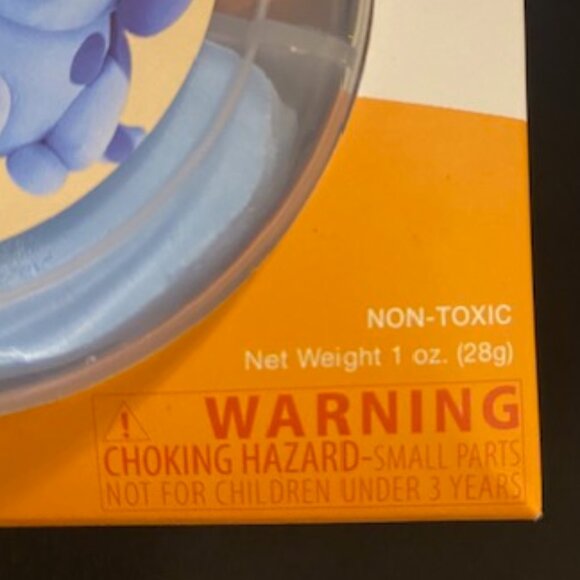 NON-TOXIC
Net Weight 1 oz. (28g)
WARNING
CHOKING HAZARD-SMALL PARTS
NOT FOR CHILDREN UNDER 3 YEARS